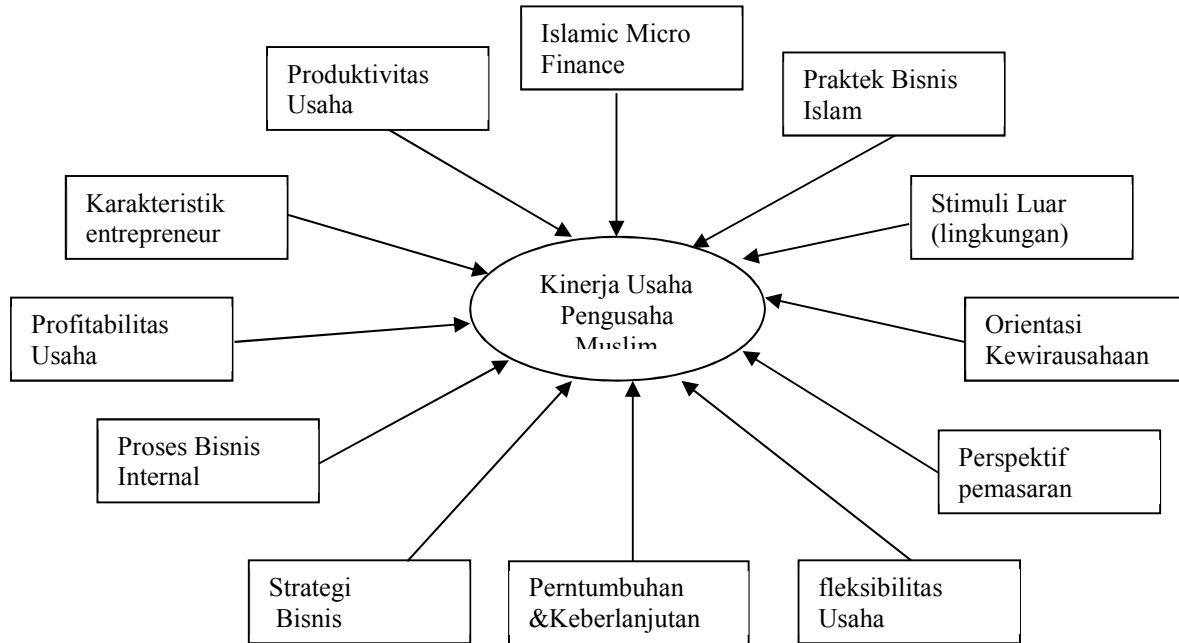 Islamic Micro
Finance
Produktivitas
Usaha
Praktek Bisnis
Islam
Karakteristik
entrepreneur
Stimuli Luar
(lingkungan)
Kinerja Usaha
Pengusaha
Muslim
Profitabilitas
Usaha
Orientasi
Kewirausahaan
Proses Bisnis
Internal
Perspektif
pemasaran
Strategi
Bisnis
Perntumbuhan
&Keberlanjutan
fleksibilitas
Usaha